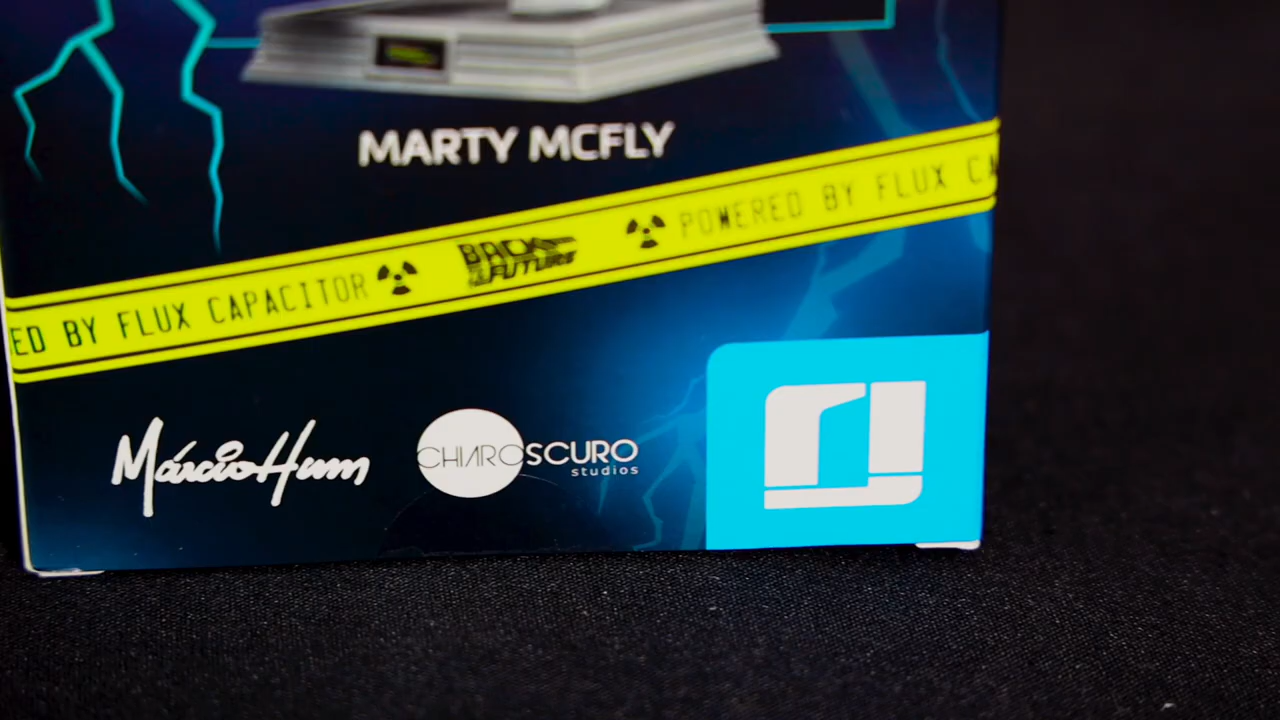 MARTY MCFLY
ED BY FLUX CAPACITOR
BACK TO THE FUTURE
POWERED BY FLUX CA
MárcioHum
CHIAROSCURO
studios